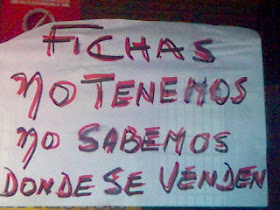 FICHAS
NO TENEMOS
NO SABEMOS
DONDE SE VENDEN